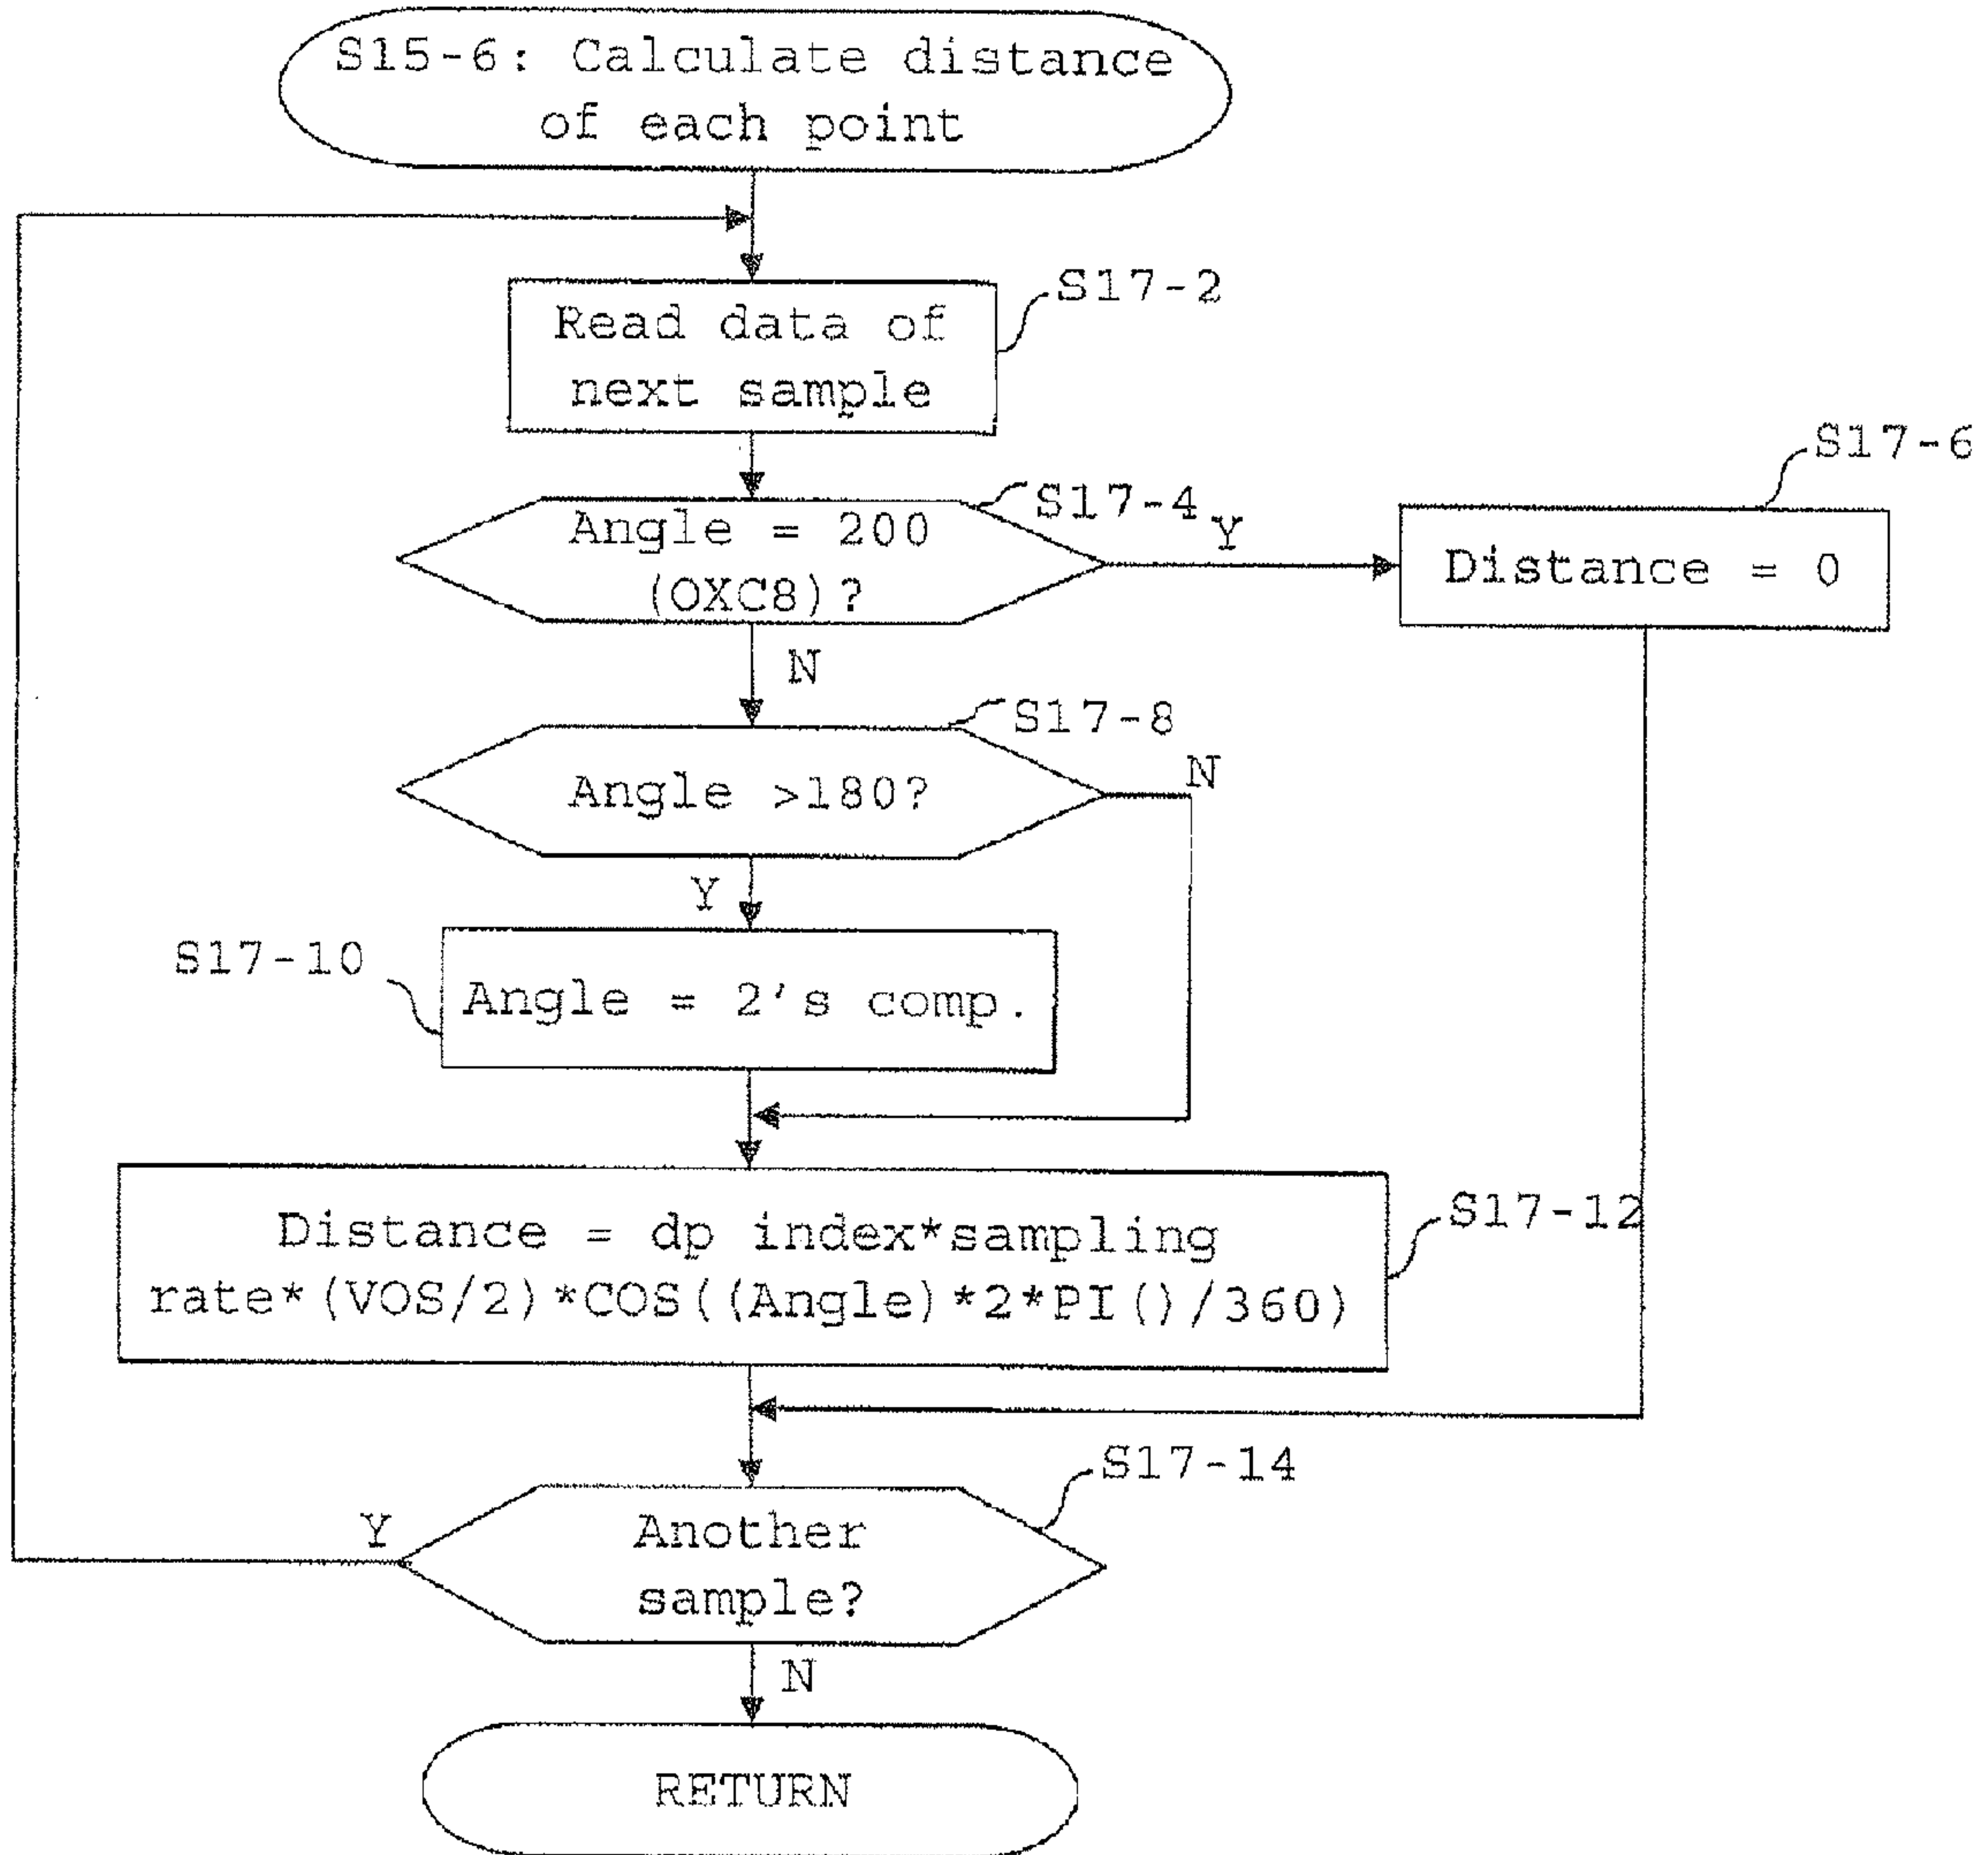 S15-6: Calculate distance
of each point
S17-2
Read data of
next sample
S17-6
S17-4
Y
Angle = 200
(OXC8)?
Distance = 0
N
S17-8
N
Angle >180?
Y
S17-10
Angle = 2's comp.
S17-12
Distance = dp index*sampling
rate*(VOS/2)*COS((Angle)*2*PI()/360)
S17-14
Y
Another
sample?
N
RETURN